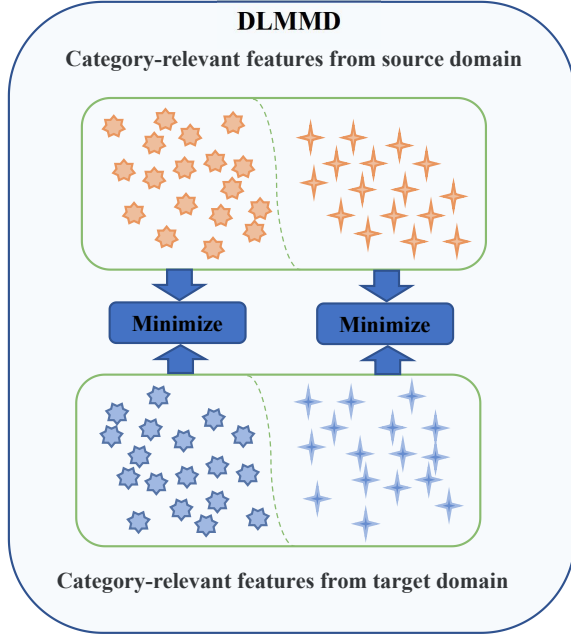 DLMMD
Category-relevant features from source domain
Minimize
Minimize
Category-relevant features from target domain